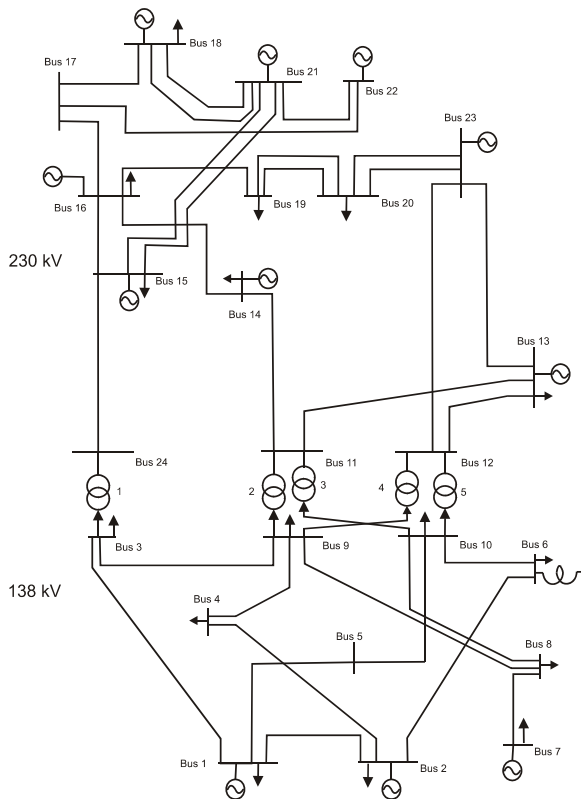 Bus 18
Bus 17
Bus 21
Bus 22
Bus 23
Bus 16
Bus 19
Bus 20
230 kV
Bus 15
Bus 14
Bus 13
Bus 24
Bus 11
Bus 12
1
2
3
4
5
Bus 3
Bus 9
Bus 10
Bus 6
138 kV
Bus 4
Bus 5
Bus 8
Bus 1
Bus 2
Bus 7